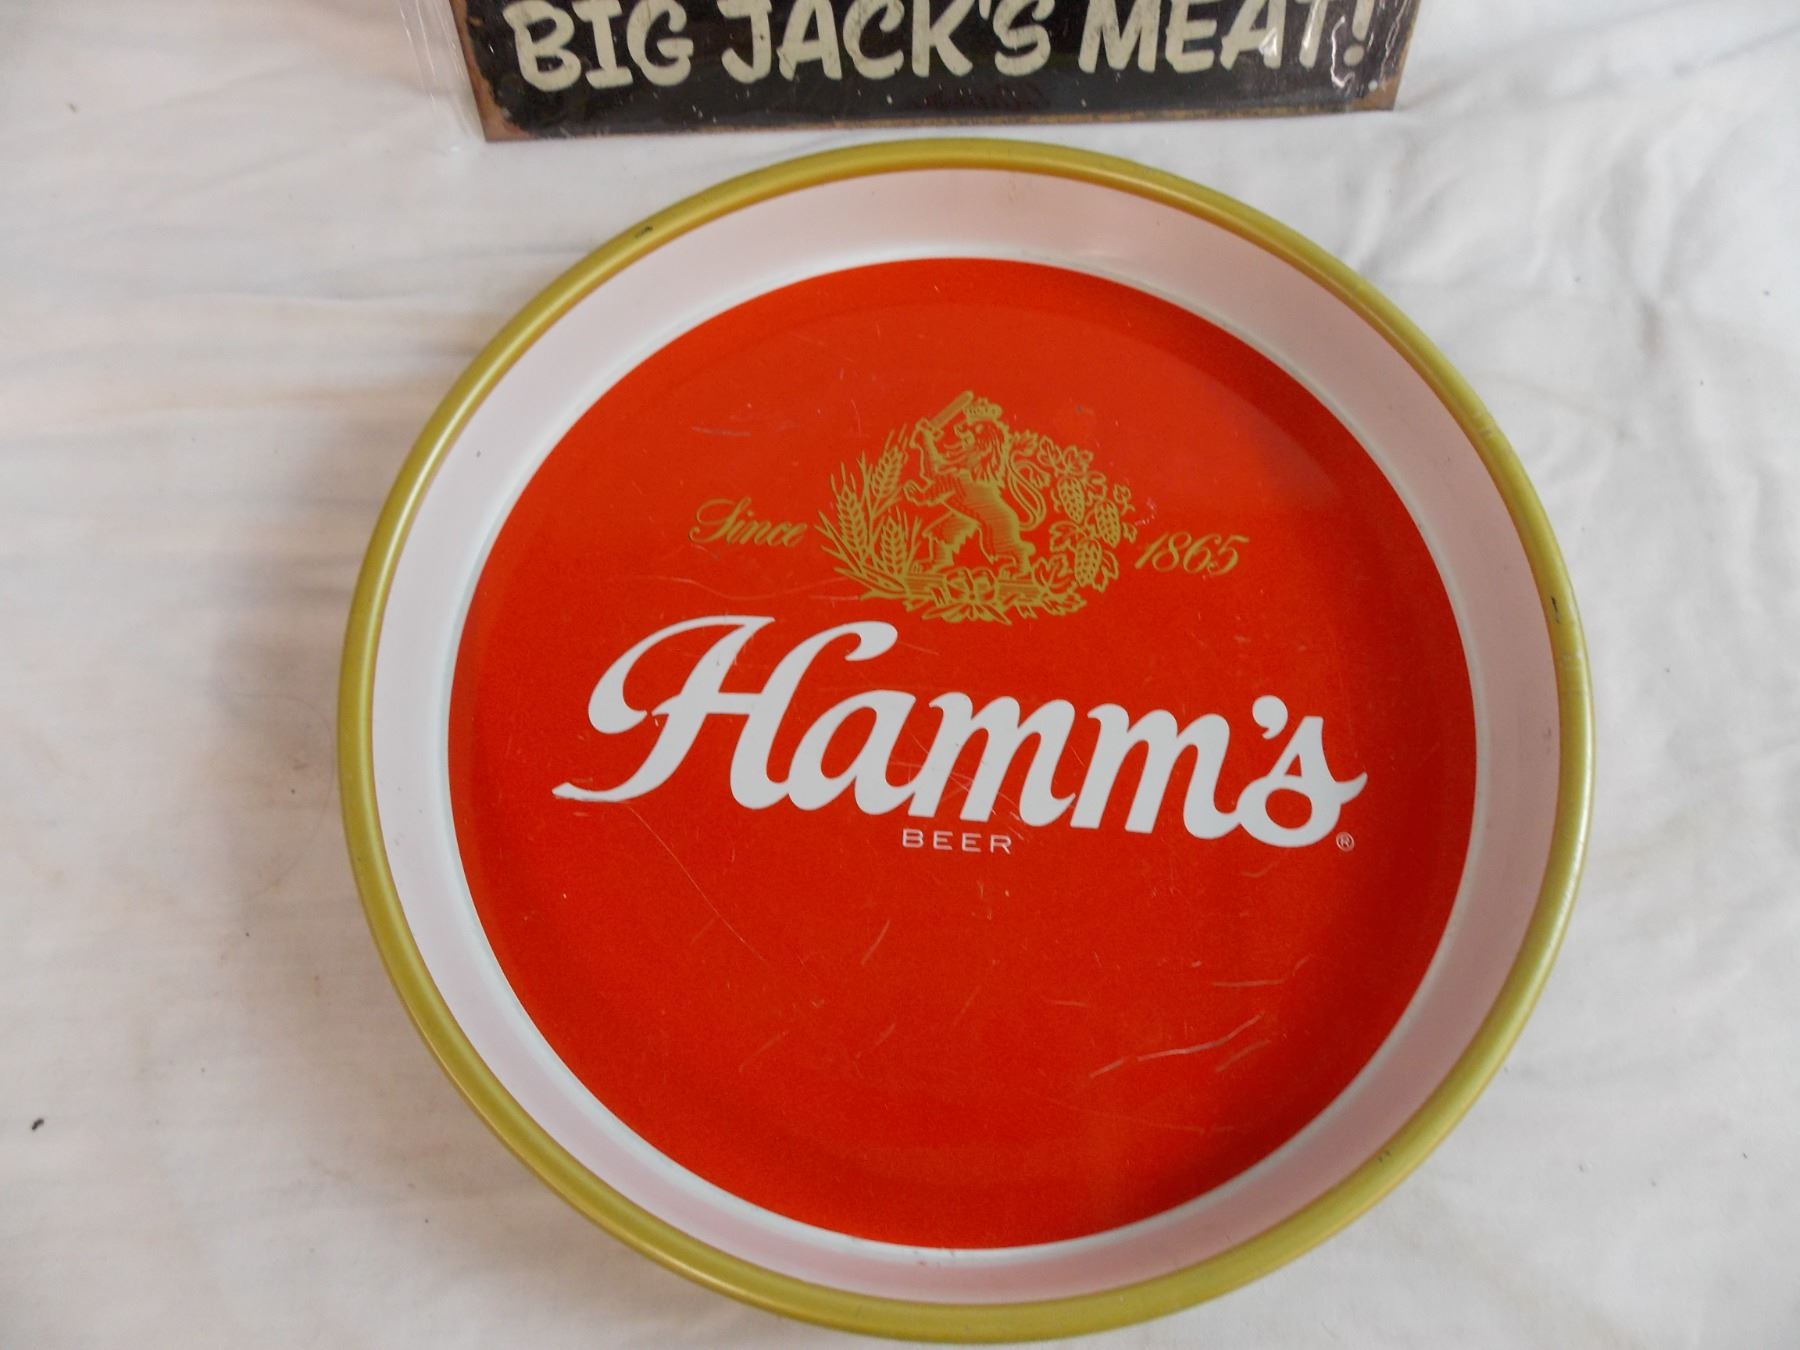 BIG JACK'S MEAT!
Since 1865
Hamm's
BEER ®